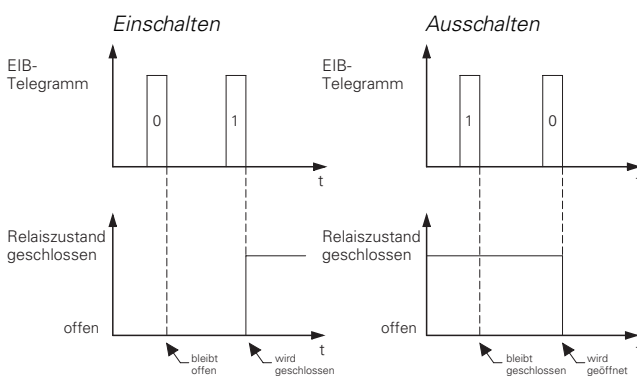 Einschalten
EIB-
Telegramm
0
1
t
Relaiszustand
geschlossen
offen
t
bleibt
offen
wird
geschlossen
Ausschalten
EIB-
Telegramm
1
0
t
Relaiszustand
geschlossen
offen
t
bleibt
geschlossen
wird
geöffnet